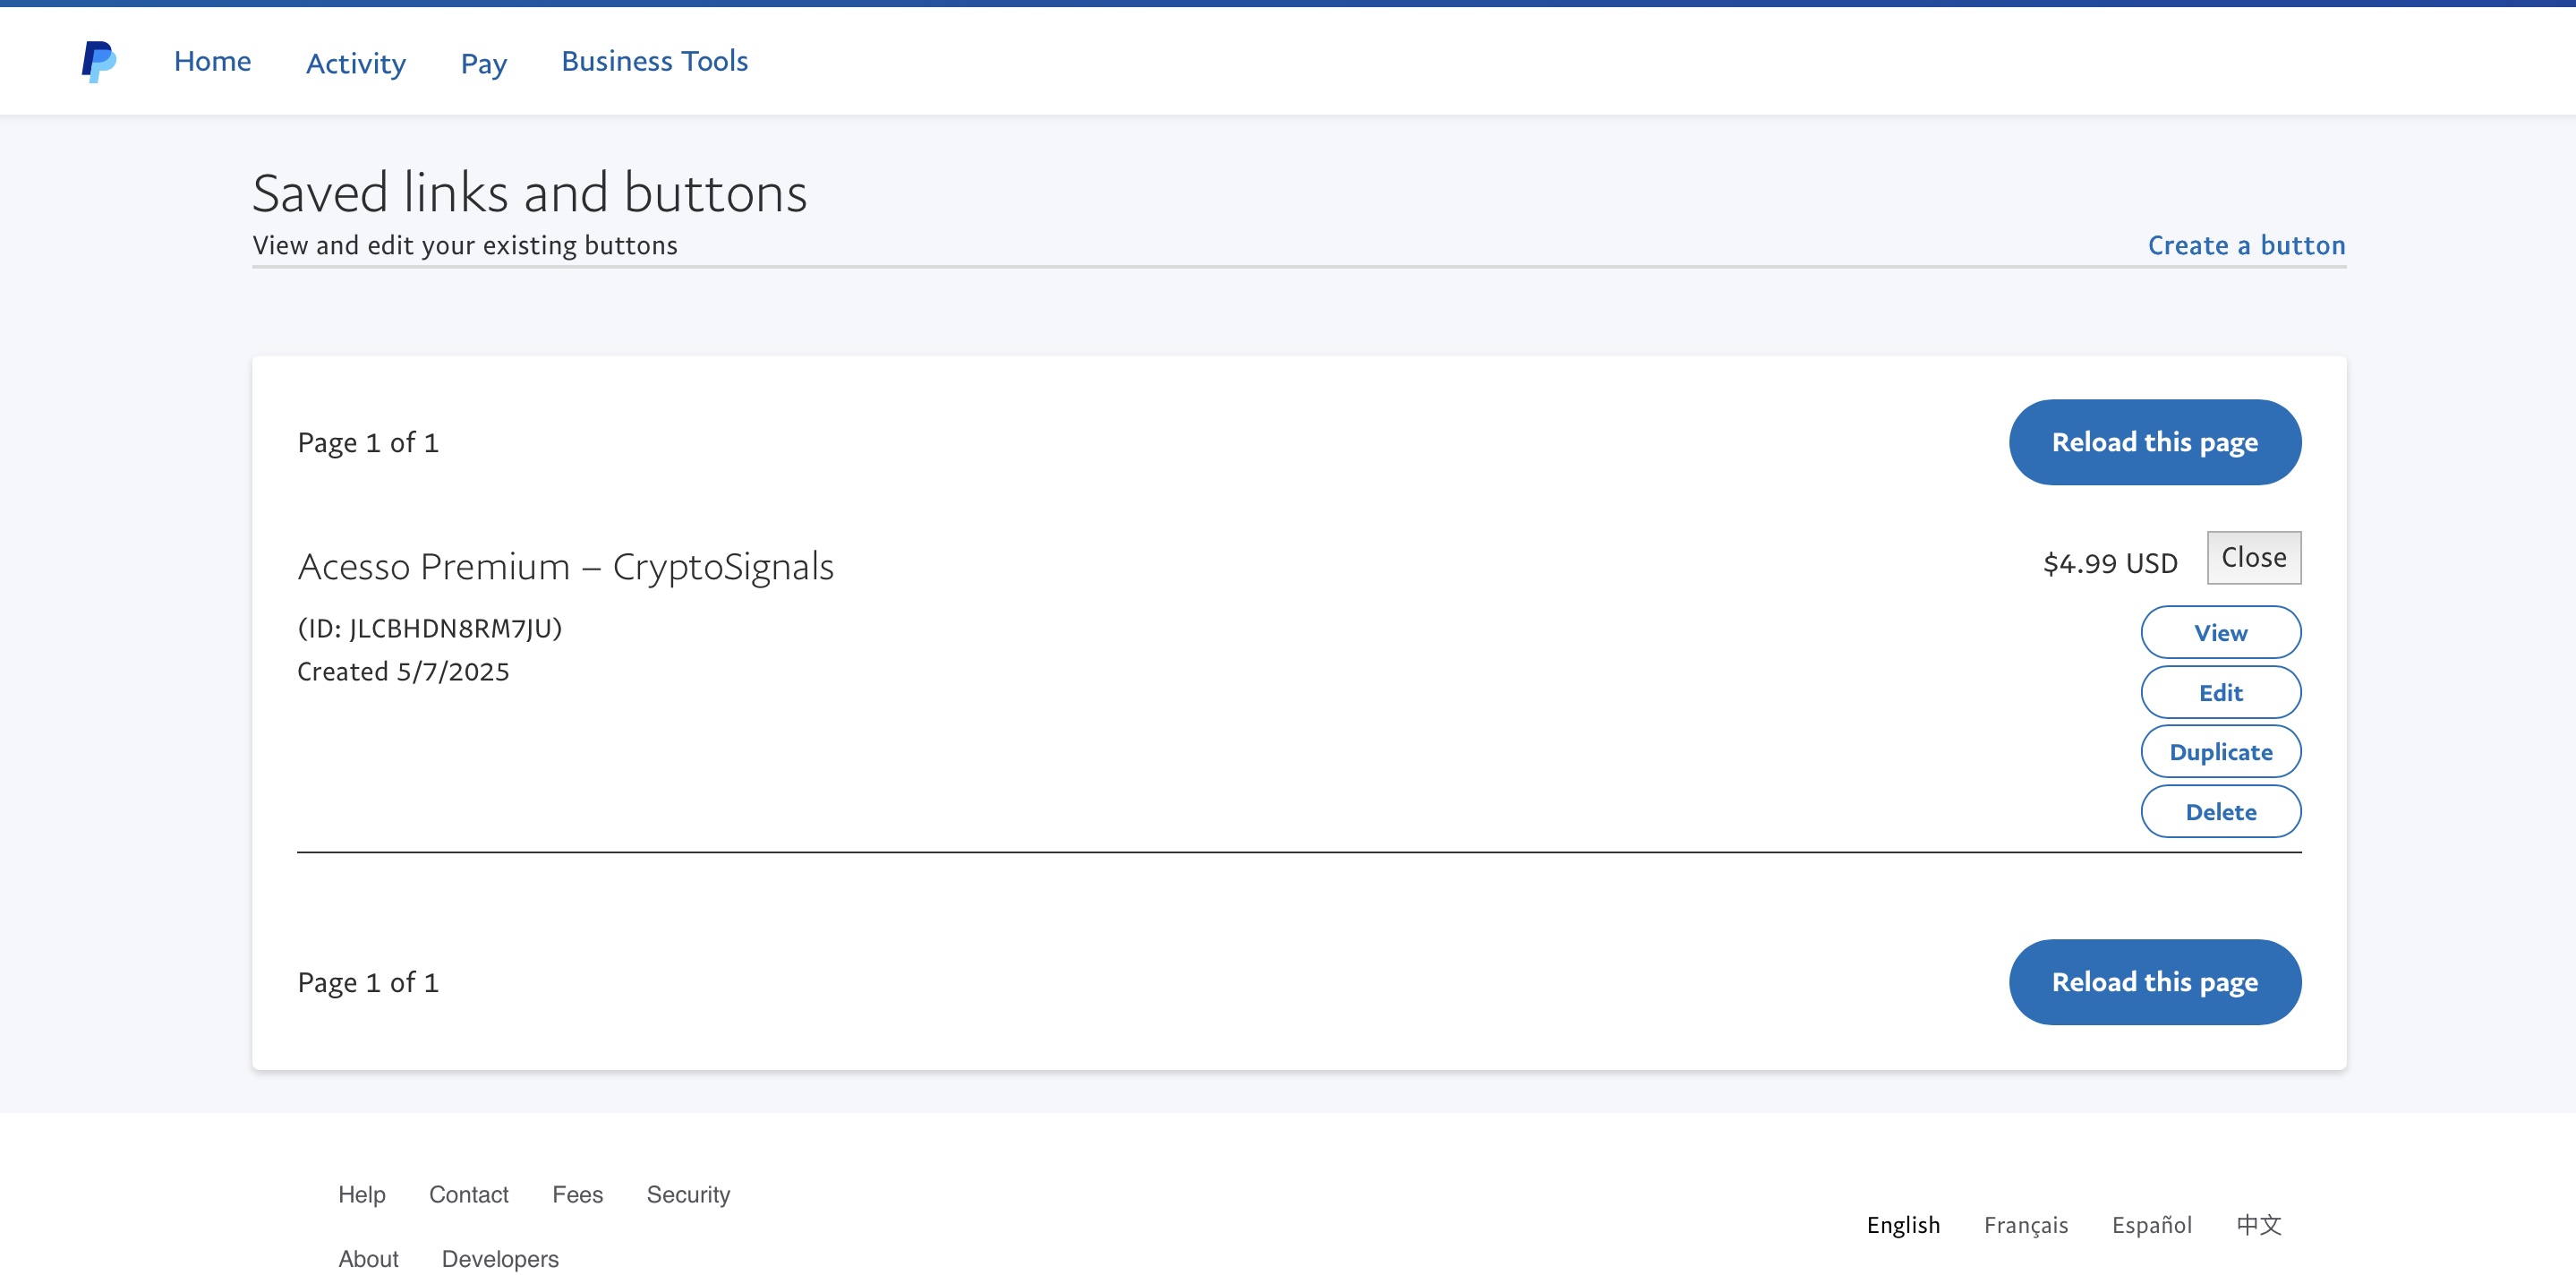 Home Activity Pay Business Tools
Saved links and buttons
View and edit your existing buttons Create a button
Page 1 of 1 Reload this page
Acesso Premium – CryptoSignals $4.99 USD Close
(ID: JLCBHDN8RM7JU) View
Created 5/7/2025 Edit
Duplicate
Delete
Page 1 of 1 Reload this page
Help Contact Fees Security
English Français Español 中文
About Developers